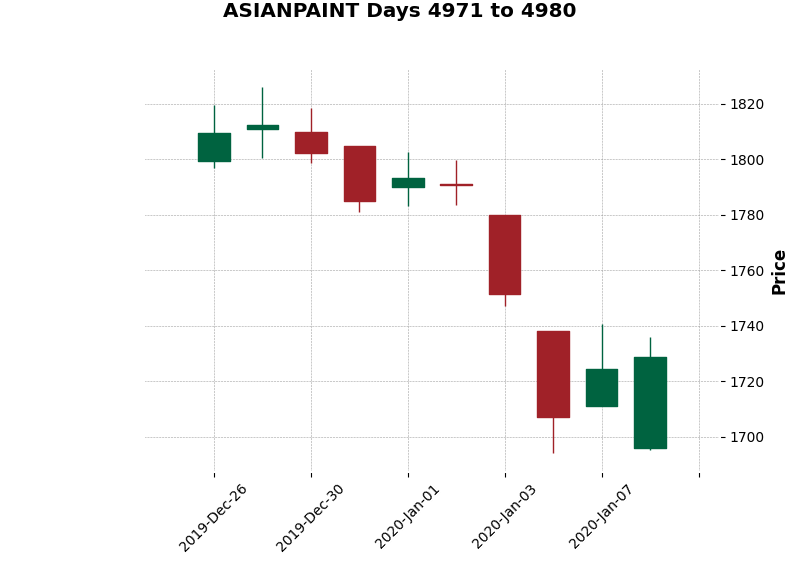 ASIANPAINT Days 4971 to 4980
1820
1800
1780
1760
1740
1720
1700
Price
2019-Dec-26
2019-Dec-30
2020-Jan-01
2020-Jan-03
2020-Jan-07